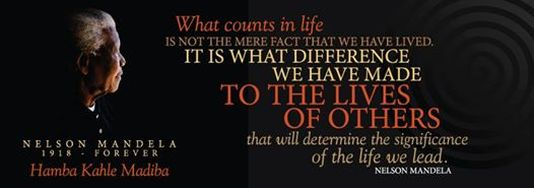 NELSON MANDELA
1918 - FOREVER
Hamba Kahle Madiba
What counts in life
IS NOT THE MERE FACT THAT WE HAVE LIVED.
IT IS WHAT DIFFERENCE
WE HAVE MADE
TO THE LIVES
OF OTHERS
that will determine the significance
of the life we lead.
NELSON MANDELA